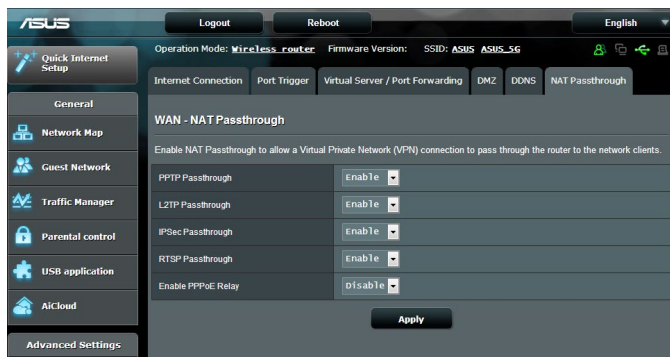 ASUS
Logout
Reboot
English
Operation Mode: Wireless router Firmware Version: SSID: ASUS ASUS_5G
Quick Internet Setup
Internet Connection
Port Trigger
Virtual Server / Port Forwarding
DMZ
DDNS
NAT Passthrough
General
Network Map
Guest Network
Traffic Manager
Parental control
USB application
AiCloud
Advanced Settings
WAN - NAT Passthrough
Enable NAT Passthrough to allow a Virtual Private Network (VPN) connection to pass through the router to the network clients.
PPTP Passthrough Enable
L2TP Passthrough Enable
IPSec Passthrough Enable
RTSP Passthrough Enable
Enable PPPoE Relay Disable
Apply